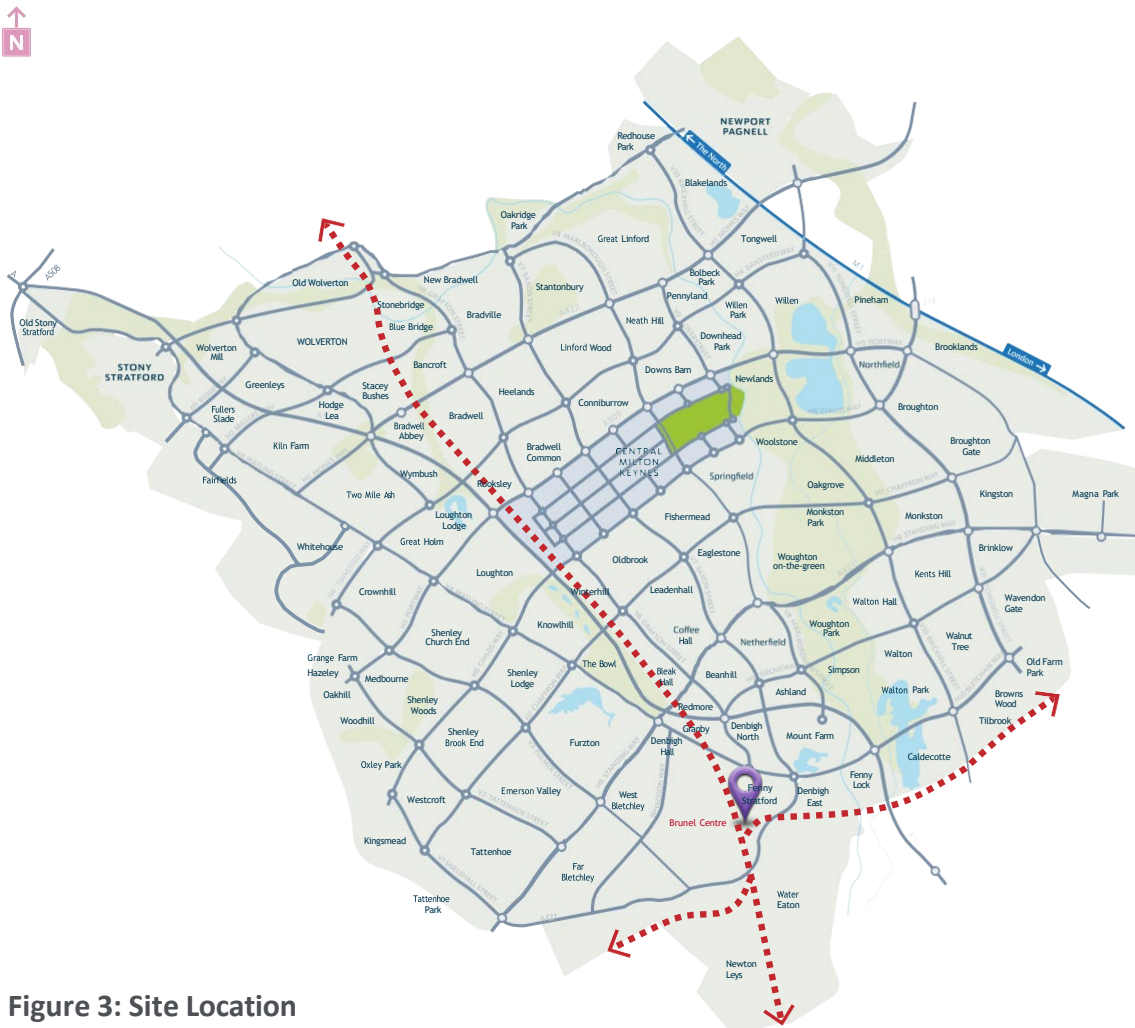 N
NEWPORT
PAGNELL
Redhouse
Park
The North
Blakelands
Oakridge
Park
Great Linford
Tongwell
V8 MARLBOROUGH STREET
A508
Old Wolverton
New Bradwell
Stantonbury
Bolbeck
Park
M1
Pennyland
Willen
Park
Willen
Pineham
J14
Old Stony
Stratford
Stonebridge
Blue Bridge
Bradville
Neath Hill
Downhead
Park
WOLVERTON
Wolverton
Mill
Linford Wood
Brooklands
London
STONY
STRATFORD
Bancroft
Downs Barn
Newlands
Northfield
H5 PORTWAY
Greenleys
Stacey
Bushes
Heelands
Conniburrow
Hodge
Lea
Fullers
Slade
Bradwell
Abbey
Bradwell
A509
Broughton
Kiln Farm
Bradwell
Common
CENTRAL
MILTON
KEYNES
Woolstone
Broughton
Gate
Middleton
Fairfields
Wymbush
Rooksley
Springfield
Oakgrove
Two Mile Ash
Kingston
Magna Park
Loughton
Lodge
Fishermead
Monkston
Park
Monkston
Whitehouse
Great Holm
Oldbrook
Eaglestone
Woughton
on-the-green
Brinklow
Loughton
Kents Hill
Crownhill
Winterhill
Leadenhall
Walton Hall
Wavendon
Gate
Knowlhill
Coffee
Hall
Woughton
Park
Shenley
Church End
Netherfield
Walnut
Tree
Grange Farm
Hazeley
Medbourne
Shenley
Lodge
The Bowl
Bleak
Hall
Beanhill
Simpson
Walton
Old Farm
Park
Oakhill
Shenley
Woods
Redmore
Ashland
Walton Park
Browns
Wood
Woodhill
Granby
Denbigh
North
Tilbrook
Shenley
Brook End
Furzton
Denbigh
Hall
Mount Farm
Caldecotte
Oxley Park
Emerson Valley
West
Bletchley
Fenny
Stratford
Denbigh
East
Fenny
Lock
Westcroft
Brunel Centre
Kingsmead
Tattenhoe
Far
Bletchley
Tattenhoe
Park
A421
Water
Eaton
Newton
Leys
Figure 3: Site Location